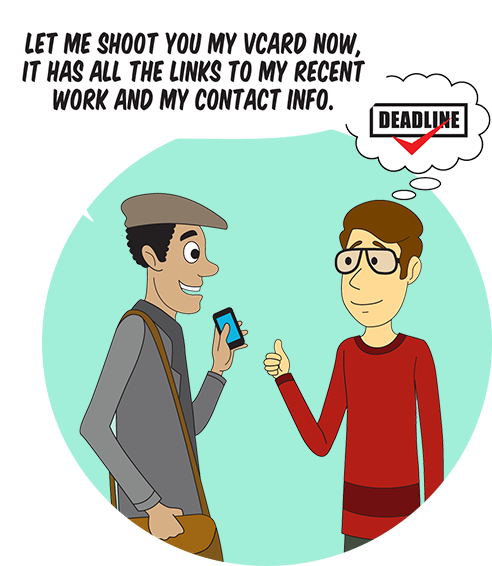 LET ME SHOOT YOU MY VCARD NOW,
IT HAS ALL THE LINKS TO MY RECENT
WORK AND MY CONTACT INFO.
DEADLINE